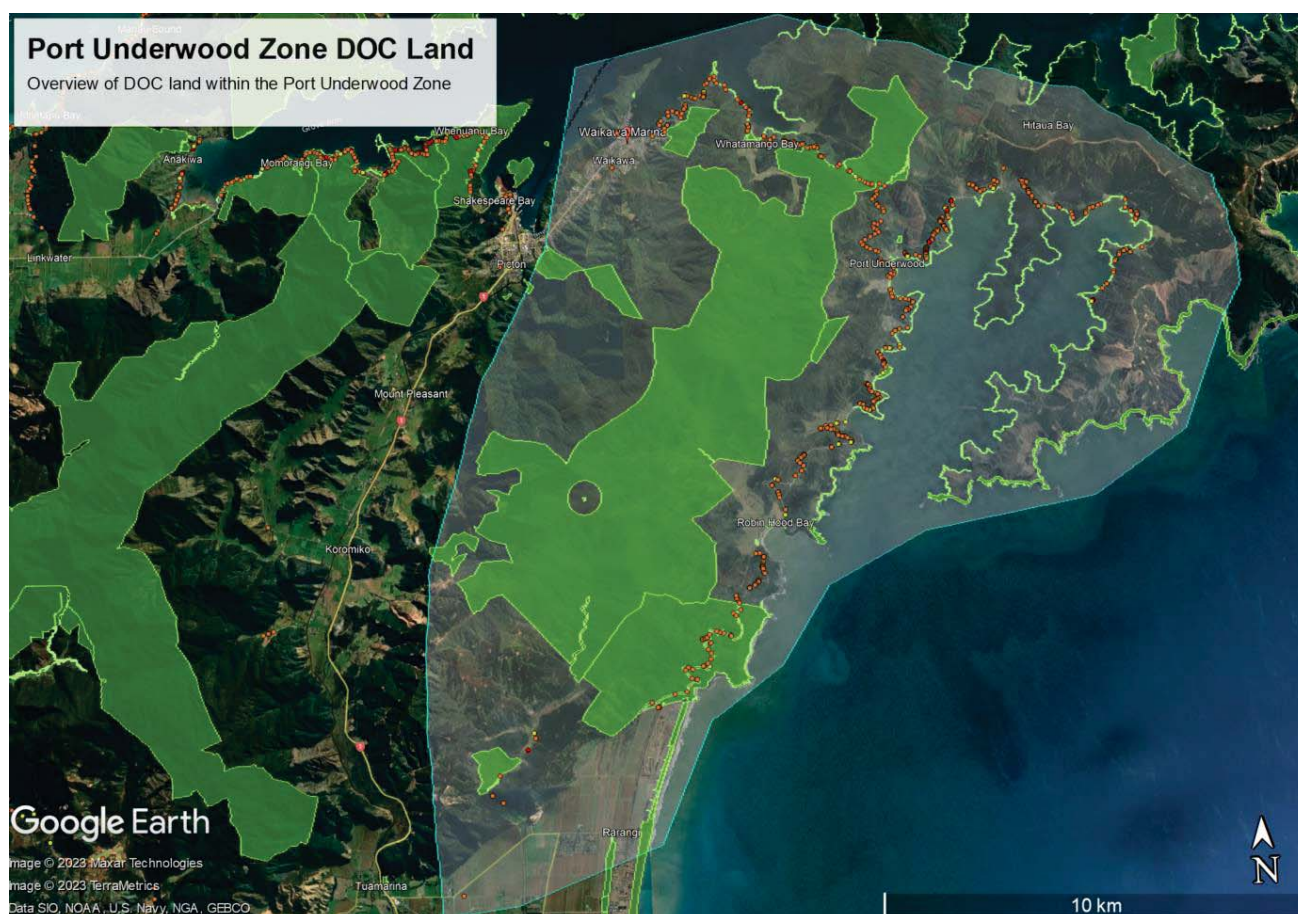 Port Underwood Zone DOC Land
Overview of DOC land within the Port Underwood Zone
Whenuanui Bay
Waikawa Marina
Hitaua Bay
Anakiwa
Momorangi Bay
Waikawa
Whatamango Bay
Shakespeare Bay
Linkwater
Picton
Port Underwood
1
Mount Pleasant
1
Robin Hood Bay
Koromiko
1
Google Earth
Rarangi
Image © 2023 Maxar Technologies
Image © 2023 TerraMetrics
Data SIO, NOAA, U.S. Navy, NGA, GEBCO
Tuamarina
N
10 km